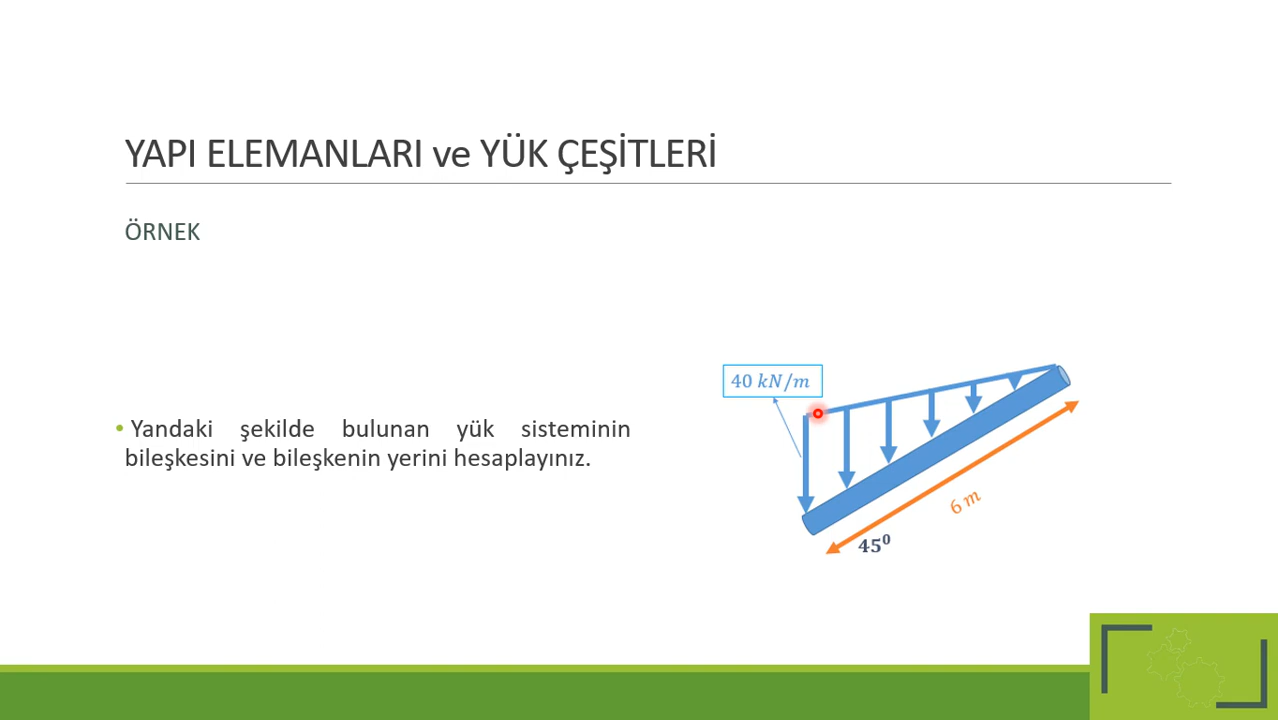 YAPI ELEMANLARI ve YÜK ÇEŞİTLERİ
ÖRNEK
• Yandaki şekilde bulunan yük sisteminin
bileşkesini ve bileşkenin yerini hesaplayınız.
40 kN/m
6 m
45⁰